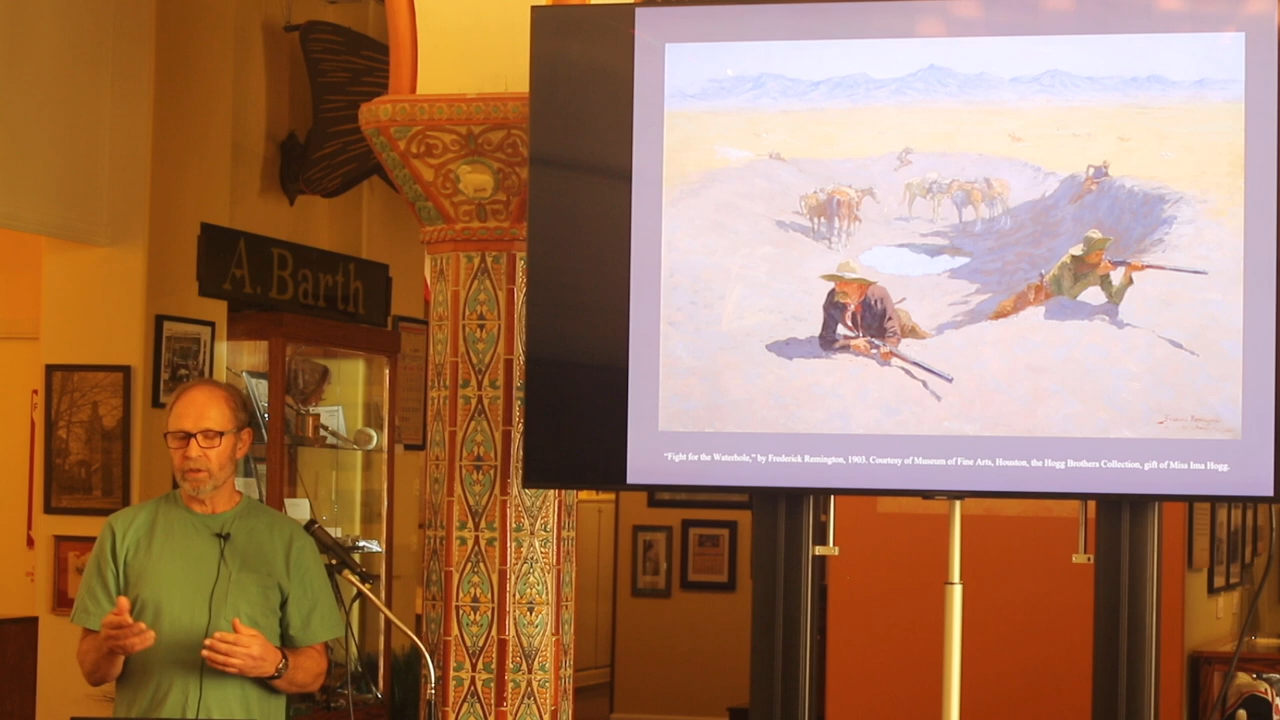 A. Barth
"Fight for the Waterhole," by Frederick Remington, 1903. Courtesy of Museum of Fine Arts, Houston, the Hogg Brothers Collection, gift of Miss Ima Hogg.